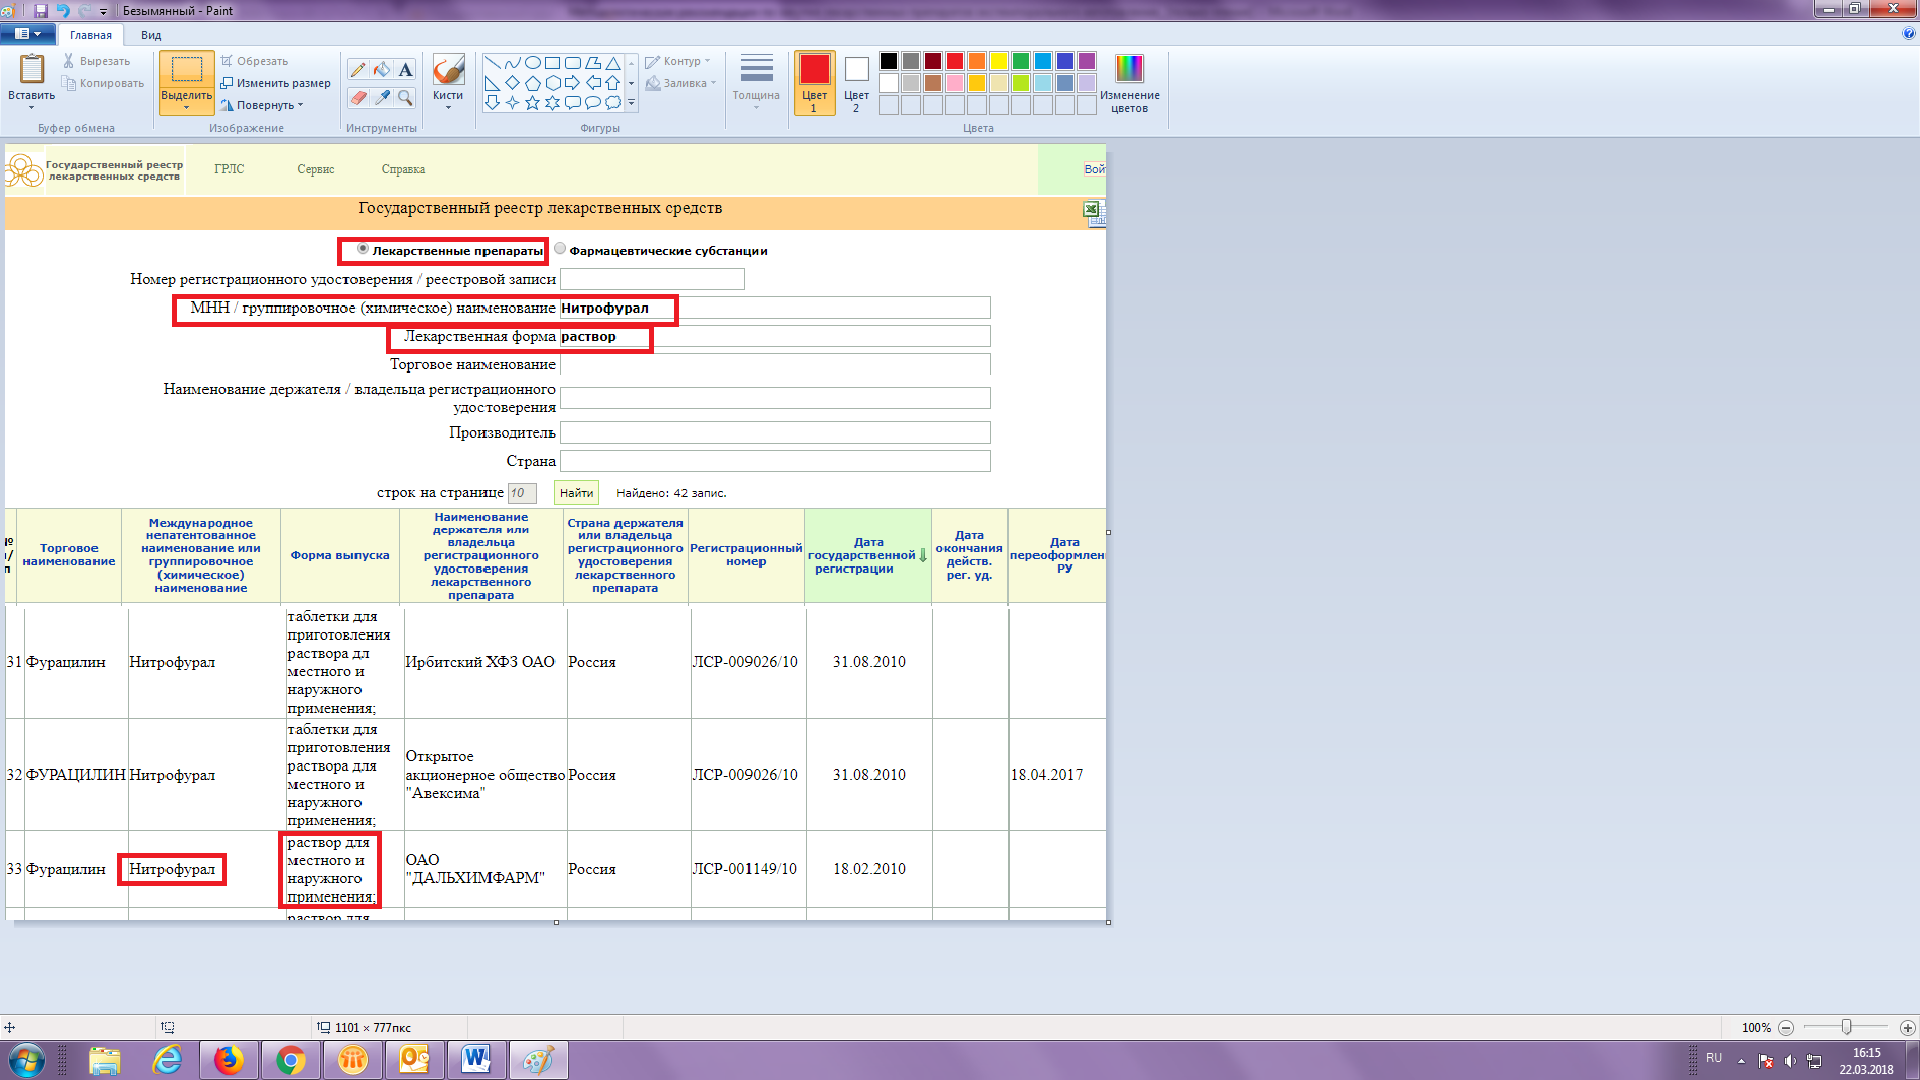 Безымянный - Paint
Главная
Вид
Вставить
Вырезать
Копировать
Буфер обмена
Выделить
Обрезать
Изменить размер
Повернуть
Изображение
A
Инструменты
Кисти
Контур
Заливка
Фигуры
Толщина
Цвет 1
Цвет 2
Изменение цветов
Цвета
Государственный реестр
лекарственных средств
ГРЛС
Сервис
Справка
Вой
Государственный реестр лекарственных средств
Лекарственные препараты
Фармацевтические субстанции
Номер регистрационного удостоверения / реестровой записи
МНН / группировочное (химическое) наименование Нитрофурал
Лекарственная форма раствор
Торговое наименование
Наименование держателя / владельца регистрационного
удостоверения
Производитель
Страна
строк на странице 10 Найти Найдено: 42 запис.
№
п/
п
Торговое
наименование
Международное
непатентованное
наименование или
группировочное
(химическое)
наименование
Форма выпуска
Наименование
держателя или
владельца
регистрационного
удостоверения
лекарственного
препарата
Страна держателя
или владельца
регистрационного
удостоверения
лекарственного
препарата
Регистрационный
номер
Дата
государственной
регистрации
Дата
окончания
действ.
рег. уд.
Дата
переоформлен
РУ
31
Фурацилин
Нитрофурал
таблетки для
приготовления
раствора дл
местного и
наружного
применения;
Ирбитский ХФЗ ОАО
Россия
ЛСР-009026/10
31.08.2010
32
ФУРАЦИЛИН
Нитрофурал
таблетки для
приготовления
раствора для
местного и
наружного
применения;
Открытое
акционерное общество
"Авексима"
Россия
ЛСР-009026/10
31.08.2010
18.04.2017
33
Фурацилин
Нитрофурал
раствор для
местного и
наружного
применения;
ОАО
"ДАЛЬХИМФАРМ"
Россия
ЛСР-001149/10
18.02.2010
раствор для
1101 × 777пкс
100%
RU
16:15
22.03.2018